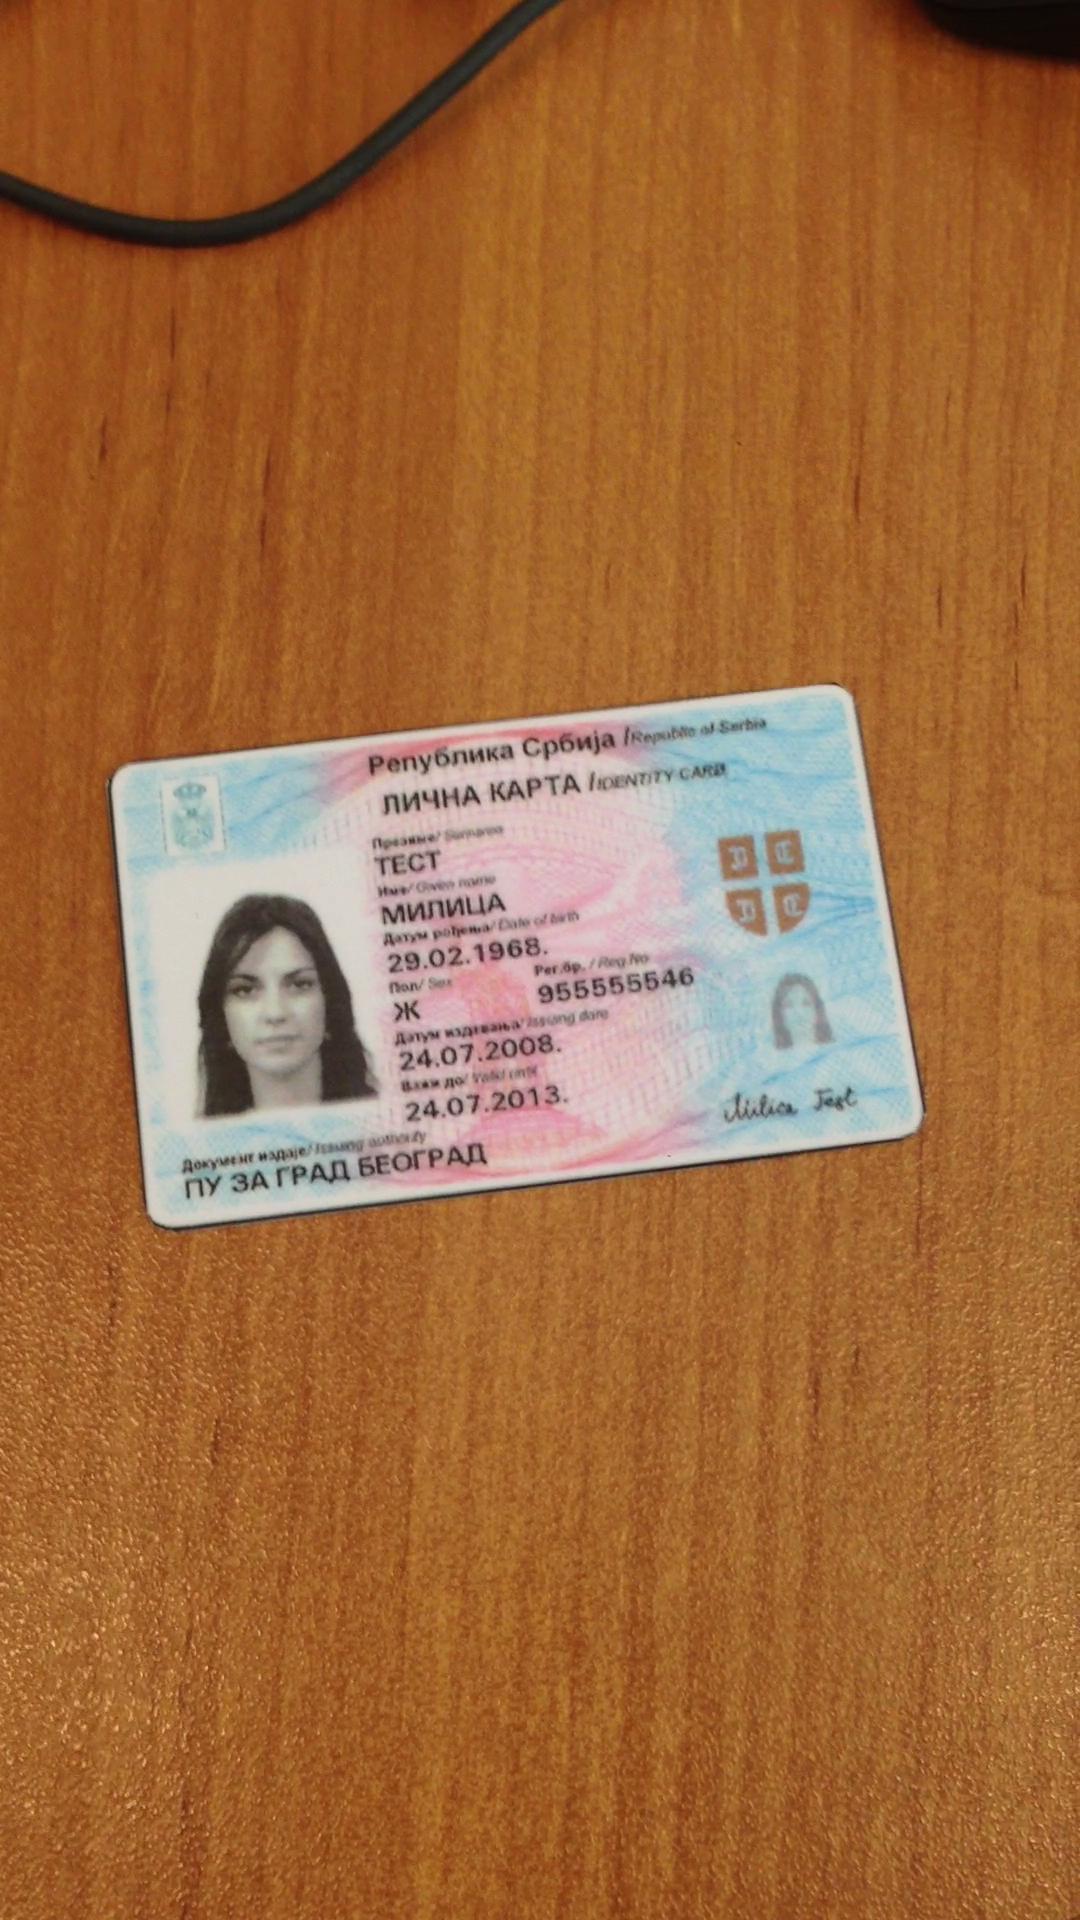 Република Србија /Republic of Serbia
ЛИЧНА КАРТА /IDENTITY CARD
Презиме/ Surname
ТЕСТ
Име/ Given name
МИЛИЦА
Датум рођења/ Date of birth
29.02.1968.
Пол/ Sex
Рег.бр. / Reg.No
Ж
955555546
Датум издавања/ Issuing date
24.07.2008.
Важи до/ Valid until
24.07.2013.
Milica Test
Документ издаје/ Issuing authority
ПУ ЗА ГРАД БЕОГРАД